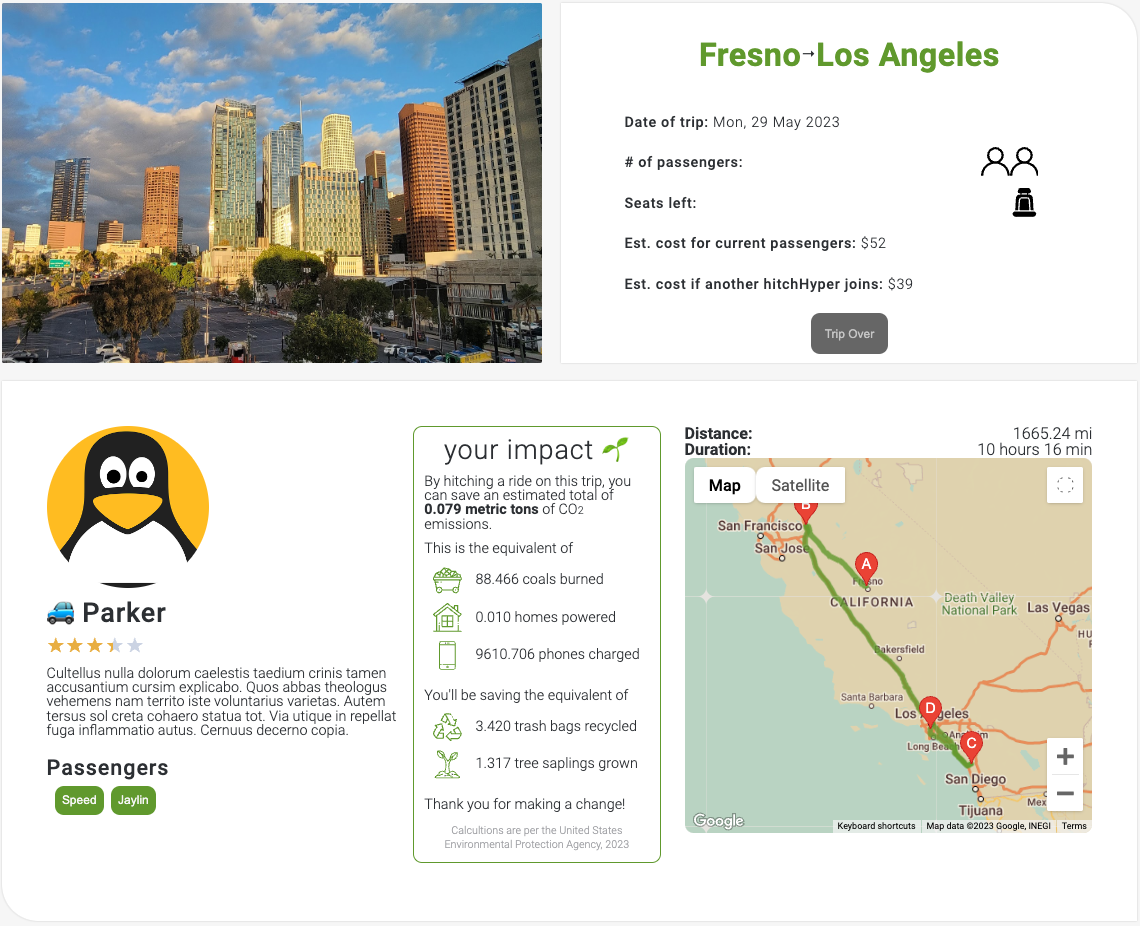 Fresno→Los Angeles
Date of trip: Mon, 29 May 2023
# of passengers:
Seats left:
Est. cost for current passengers: $52
Est. cost if another hitchHyper joins: $39
Trip Over
Parker
Cultellus nulla dolorum caelestis taedium crinis tamen
accusantium cursim explicabo. Quos abbas theologus
vehemens nam territo iste voluntarius varietas. Autem
tersus sol creta cohaero statua tot. Via utique in repellat
fuga inflammatio autus. Cernuus decerno copia.
Passengers
Speed
Jaylin
your impact
By hitching a ride on this trip, you
can save an estimated total of
0.079 metric tons of CO2
emissions.
This is the equivalent of
88.466 coals burned
0.010 homes powered
9610.706 phones charged
You'll be saving the equivalent of
3.420 trash bags recycled
1.317 tree saplings grown
Thank you for making a change!
Calcultions are per the United States
Environmental Protection Agency, 2023
Distance: 1665.24 mi
Duration: 10 hours 16 min
Map
Satellite
B
San Francisco
San Jose
A
Fresno
CALIFORNIA
Death Valley
National Park
Las Vegas
HU
Bakersfield
Santa Barbara
D
Los Angeles
Anaheim
Long Beach
C
San Diego
Tijuana
Mex
Google
Keyboard shortcuts
Map data ©2023 Google, INEGI
Terms